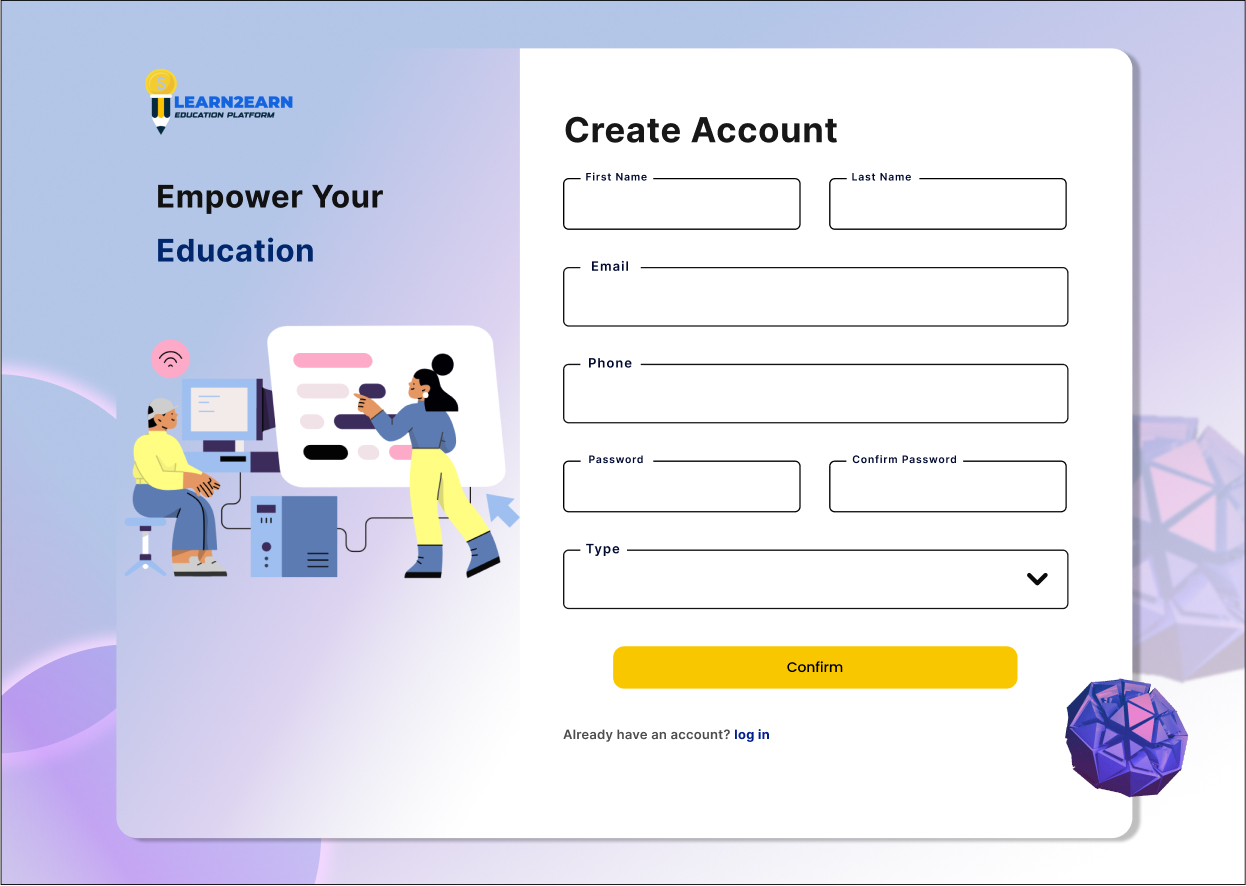 LEARN2EARN
EDUCATION PLATFORM
Empower Your
Education
Create Account
First Name
Last Name
Email
Phone
Password
Confirm Password
Type
Confirm
Already have an account? log in